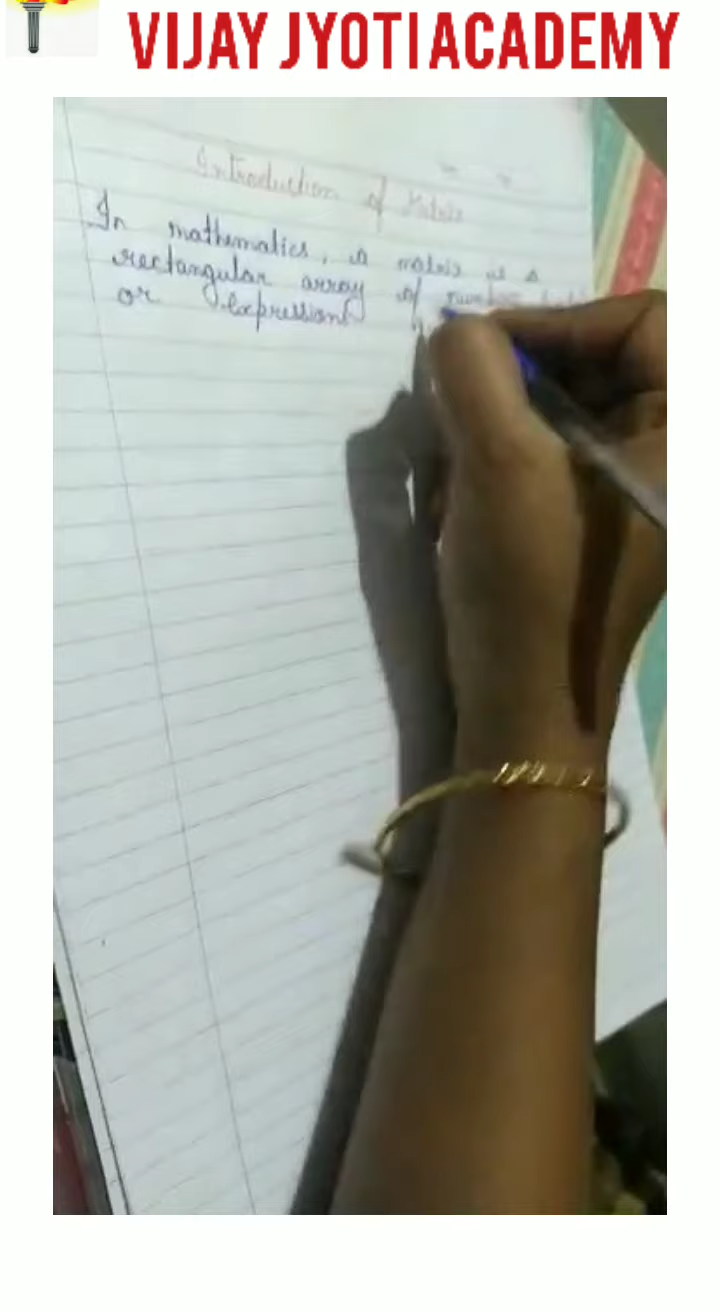 VIJAY JYOTI ACADEMY
Introduction of Matrix
In mathematics, a matrix is a
rectangular array of
or expressions